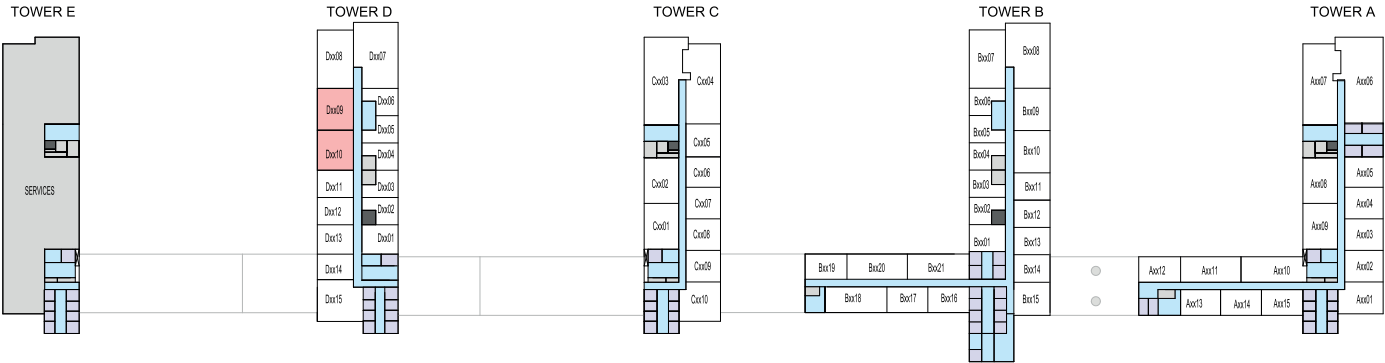 TOWER E
TOWER D
TOWER C
TOWER B
TOWER A
SERVICES
Dxx08
Dxx07
Dxx09
Dxx06
Dxx05
Dxx10
Dxx04
Dxx11
Dxx03
Dxx12
Dxx02
Dxx13
Dxx01
Dxx14
Dxx15
Cxx03
Cxx04
Cxx05
Cxx02
Cxx06
Cxx07
Cxx01
Cxx08
Cxx09
Cxx10
Bxx07
Bxx08
Bxx06
Bxx09
Bxx05
Bxx04
Bxx10
Bxx03
Bxx11
Bxx02
Bxx12
Bxx01
Bxx13
Bxx19
Bxx20
Bxx21
Bxx14
Bxx18
Bxx17
Bxx16
Bxx15
Axx07
Axx06
Axx08
Axx05
Axx04
Axx09
Axx03
Axx12
Axx11
Axx10
Axx02
Axx13
Axx14
Axx15
Axx01